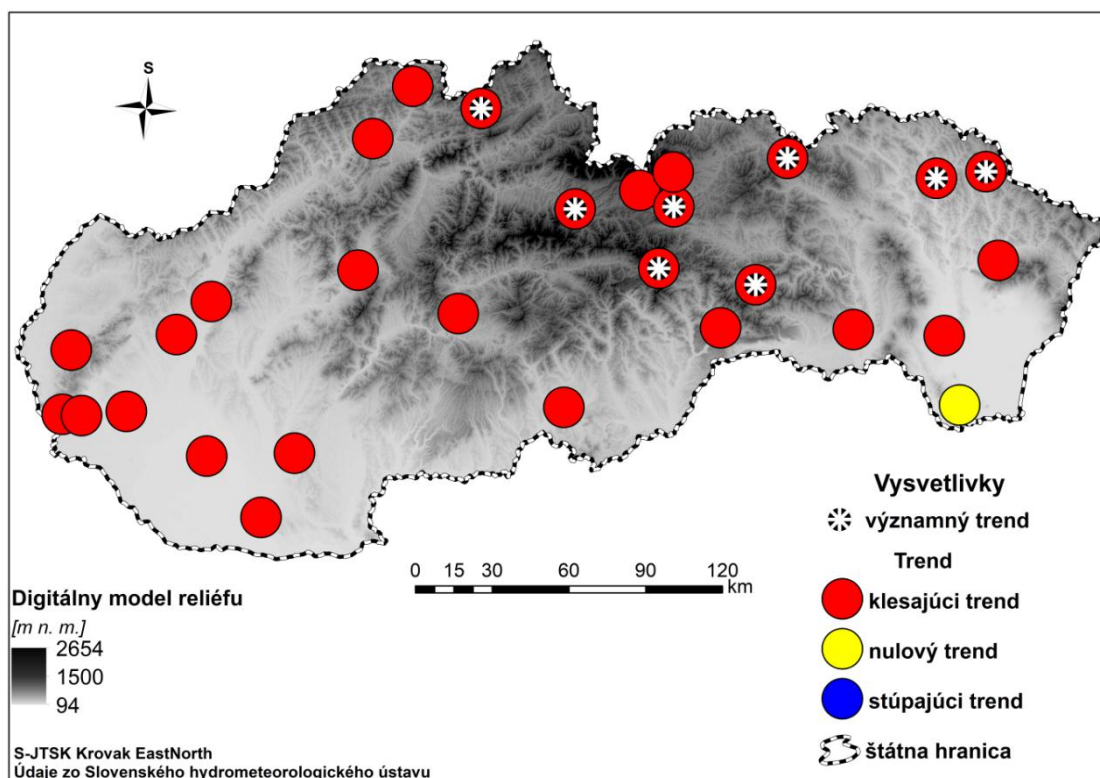 S
0 15 30 60 90 120
km
Digitálny model reliéfu
[m n. m.]
2654
1500
94
S-JTSK Krovak EastNorth
Údaje zo Slovenského hydrometeorologického ústavu
Vysvetlivky
významný trend
Trend
klesajúci trend
nulový trend
stúpajúci trend
štátna hranica